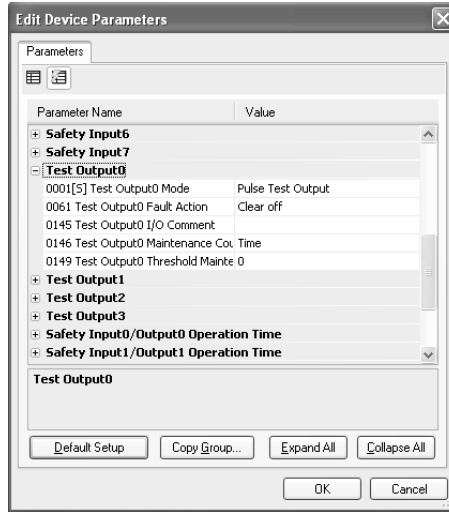 Edit Device Parameters
Parameters
Parameter Name Value
Safety Input6
Safety Input7
Test Output0
0001[S] Test Output0 Mode Pulse Test Output
0061 Test Output0 Fault Action Clear off
0145 Test Output0 I/O Comment
0146 Test Output0 Maintenance Cou Time
0149 Test Output0 Threshold Mainte 0
Test Output1
Test Output2
Test Output3
Safety Input0/Output0 Operation Time
Safety Input1/Output1 Operation Time
Test Output0
Default Setup Copy Group... Expand All Collapse All
OK Cancel